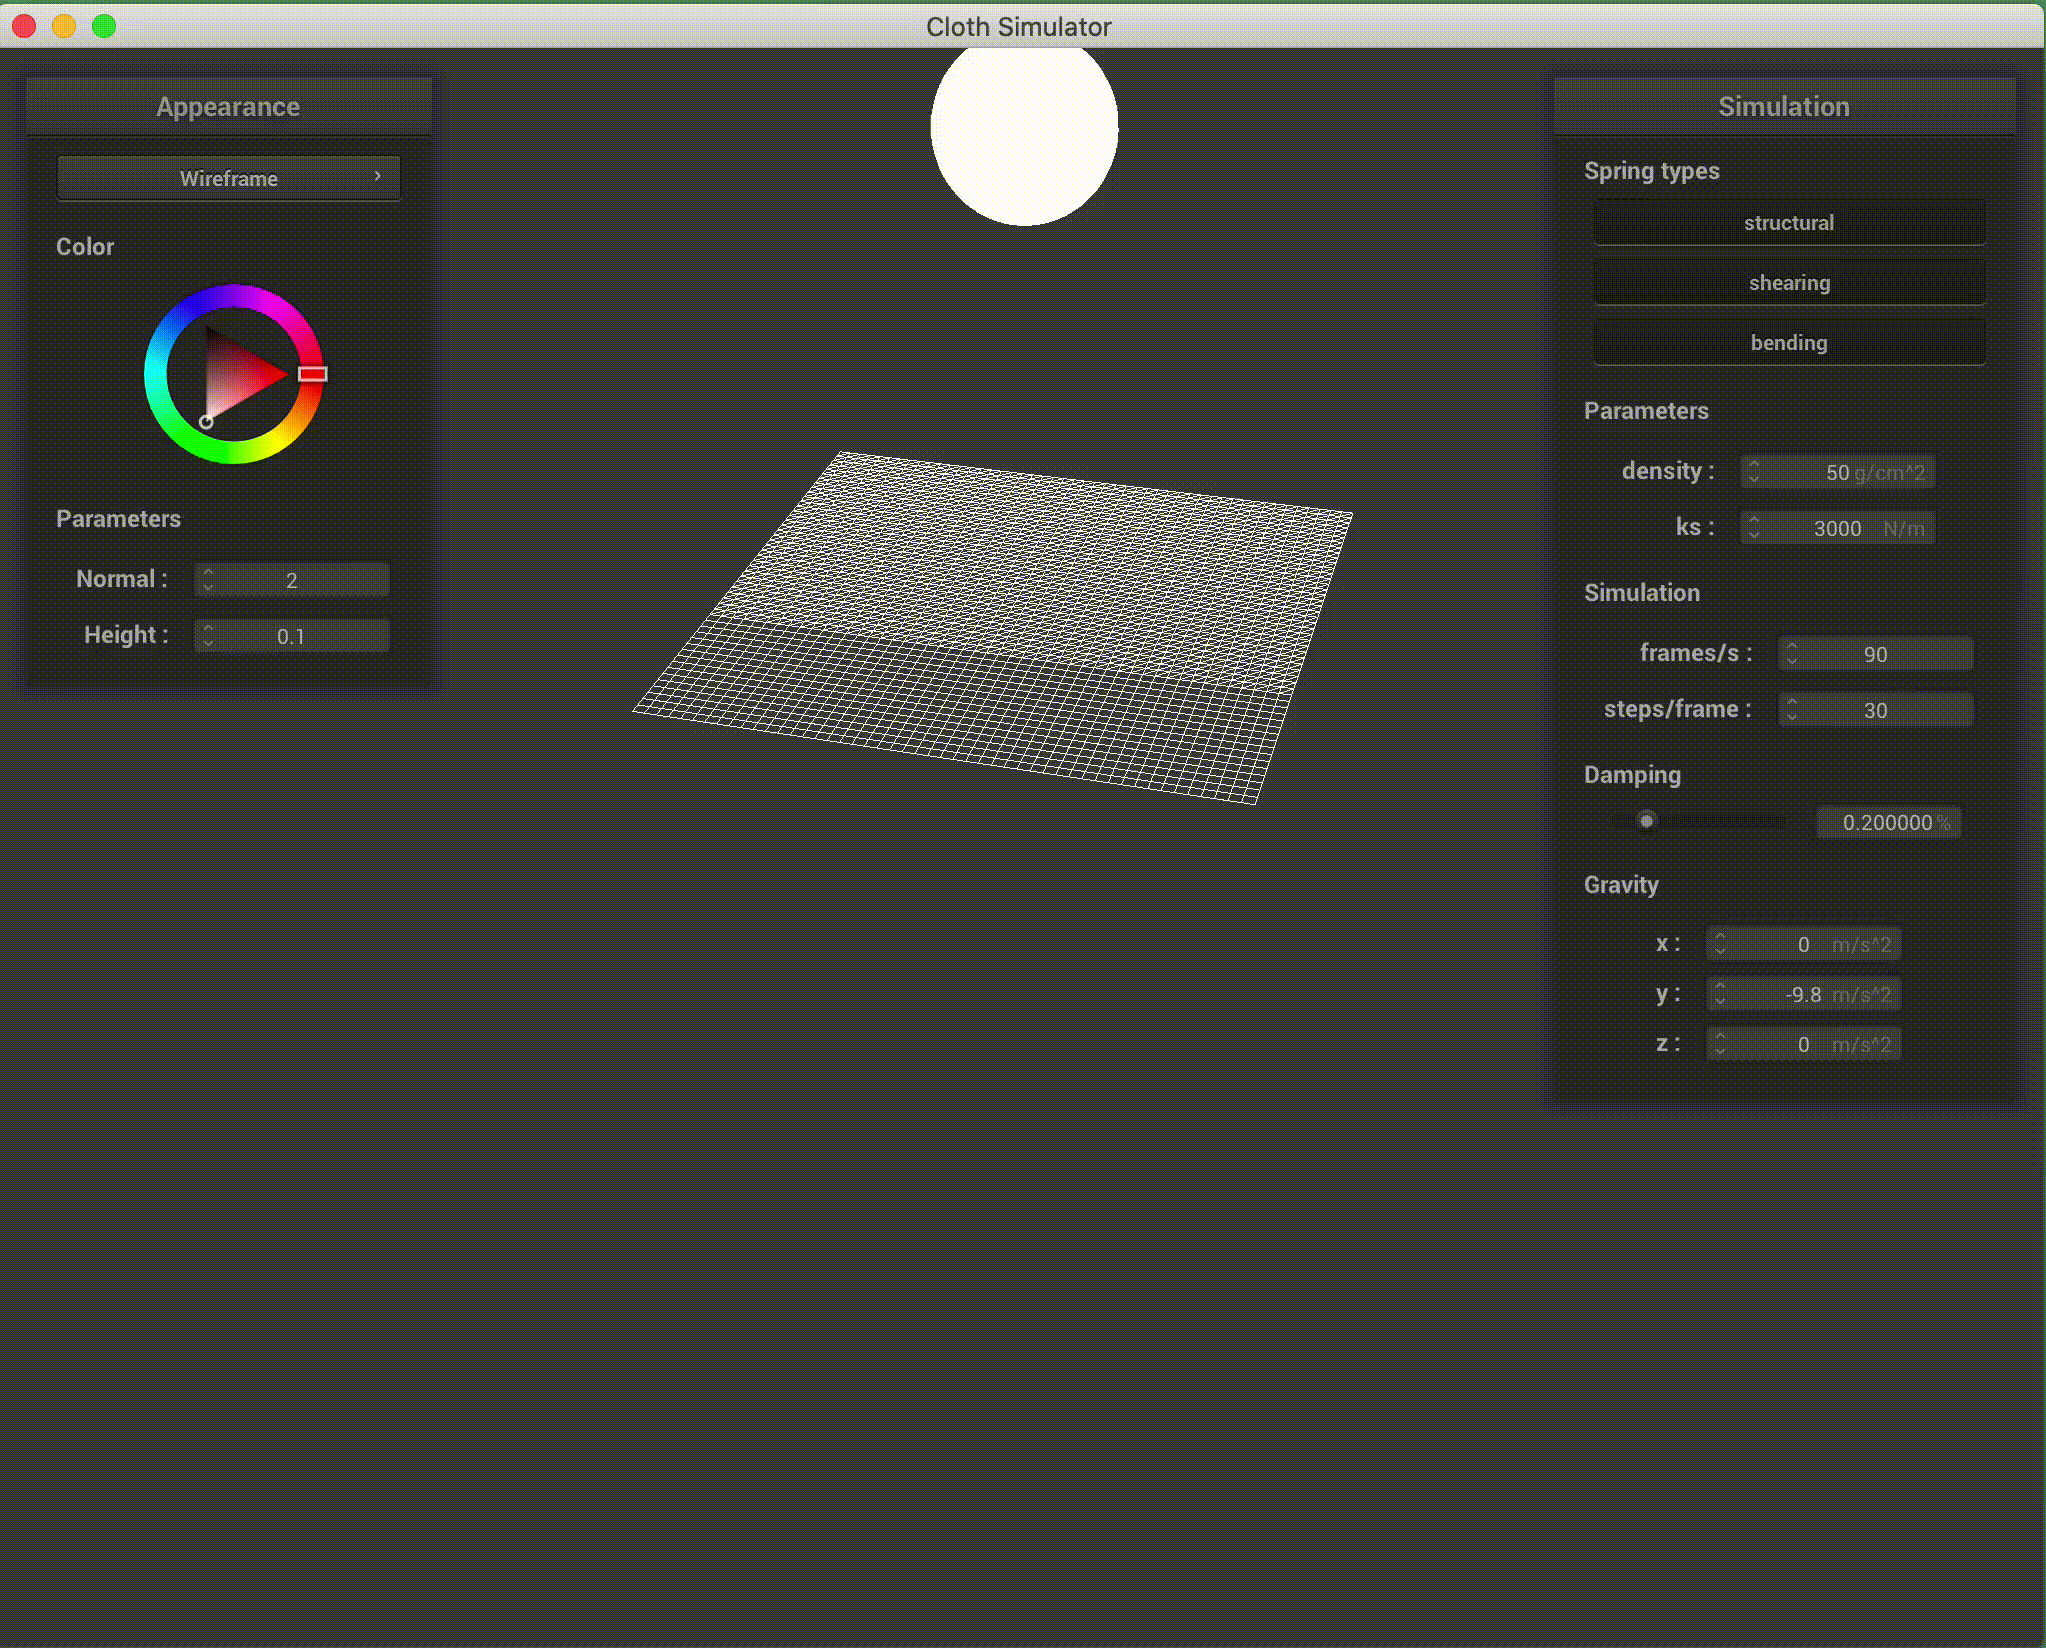 Cloth Simulator
Appearance
Wireframe
Color
Parameters
Normal : 2
Height : 0.1
Simulation
Spring types
structural
shearing
bending
Parameters
density : 50 g/cm^2
ks : 3000 N/m
Simulation
frames/s : 90
steps/frame : 30
Damping
0.200000 %
Gravity
x : 0 m/s^2
y : -9.8 m/s^2
z : 0 m/s^2